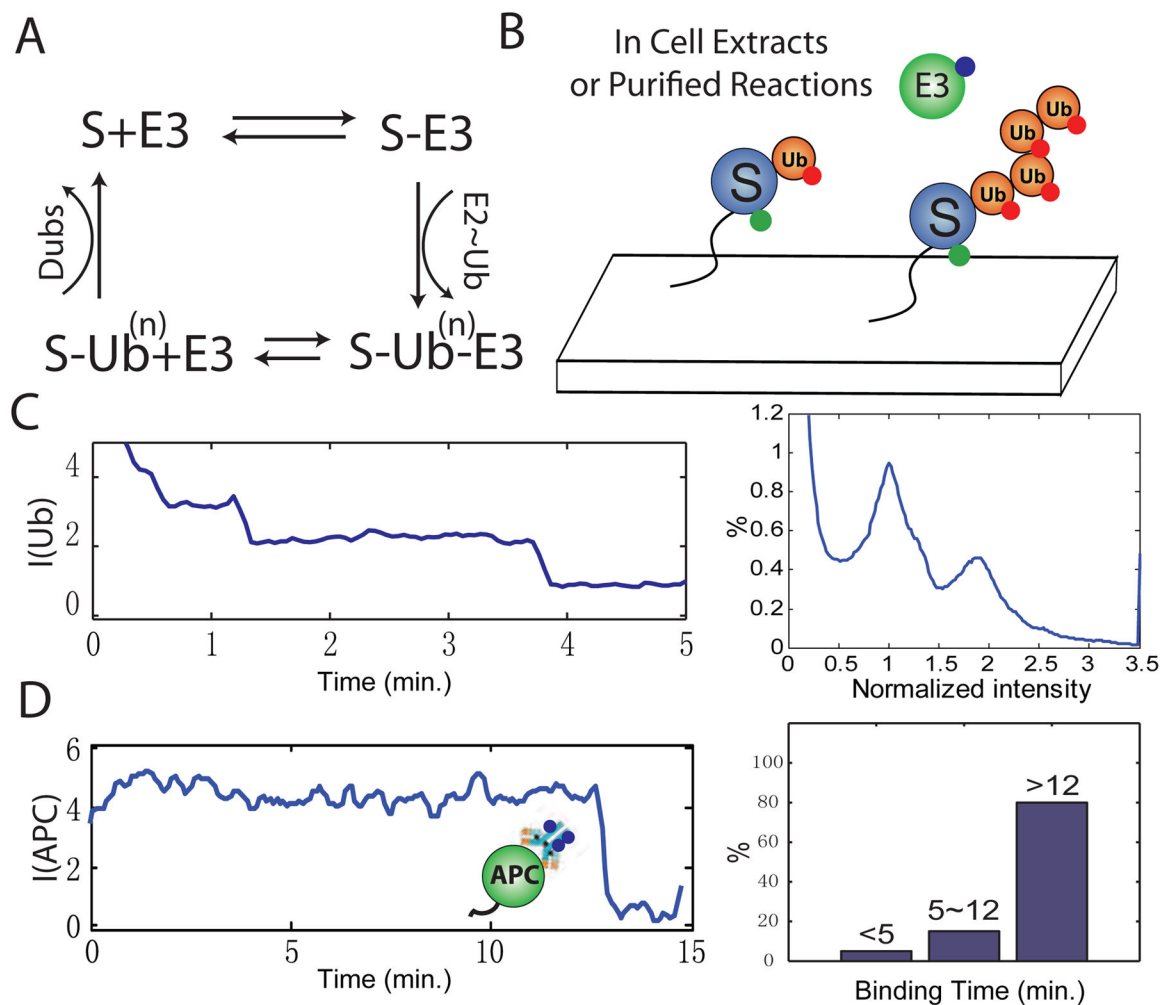 A
S+E3
S-E3
Dubs
E2~Ub
(n)
S-Ub+E3
(n)
S-Ub-E3
B
In Cell Extracts
or Purified Reactions
E3
S
Ub
S
Ub
Ub
Ub
Ub
C
I(Ub)
4
2
0
0
1
2
3
4
5
Time (min.)
%
1.2
1
0.8
0.6
0.4
0.2
0
0
0.5
1
1.5
2
2.5
3
3.5
Normalized intensity
D
I(APC)
6
4
2
0
APC
0
5
10
15
Time (min.)
%
100
80
60
40
20
0
<5
5~12
>12
Binding Time (min.)